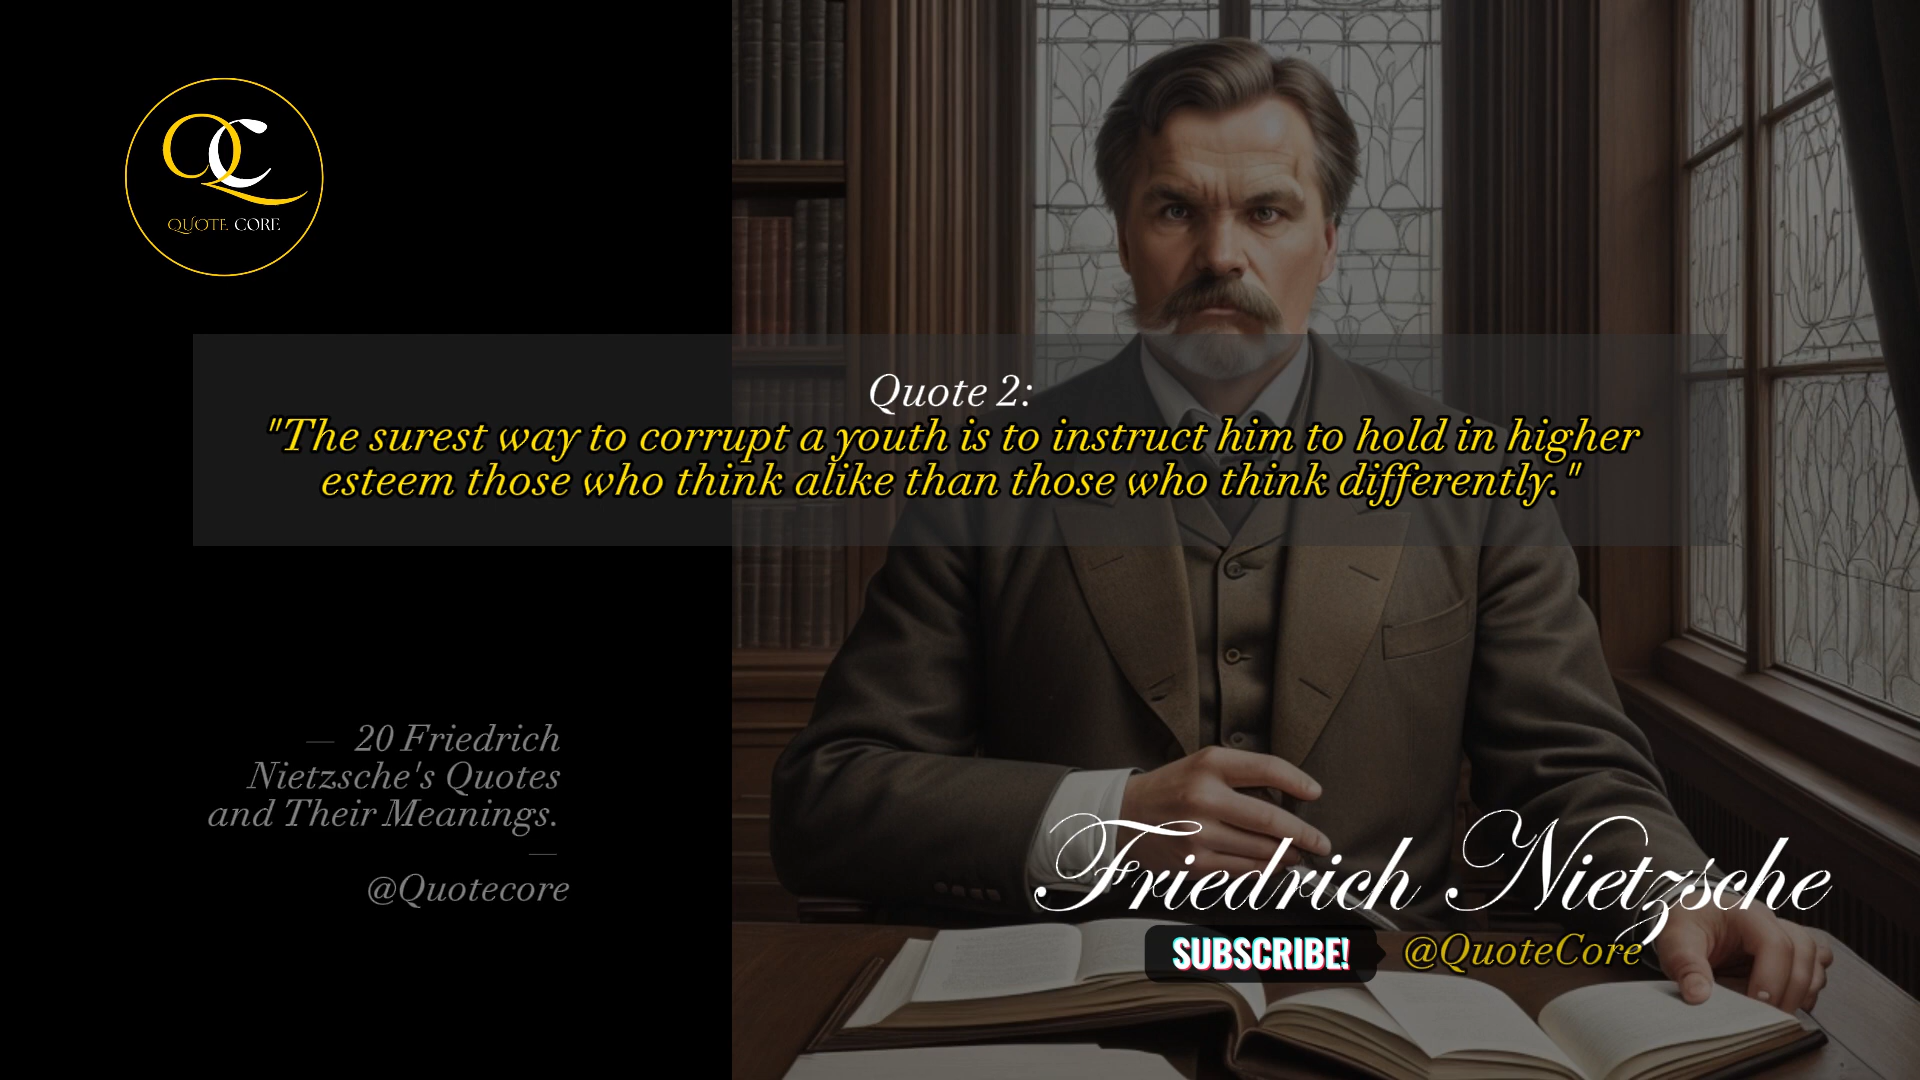 QC
QUOTE CORE
Quote 2:
"The surest way to corrupt a youth is to instruct him to hold in higher
esteem those who think alike than those who think differently."
— 20 Friedrich
Nietzsche's Quotes
and Their Meanings.
—
@Quotecore
Friedrich Nietzsche
SUBSCRIBE!
@QuoteCore